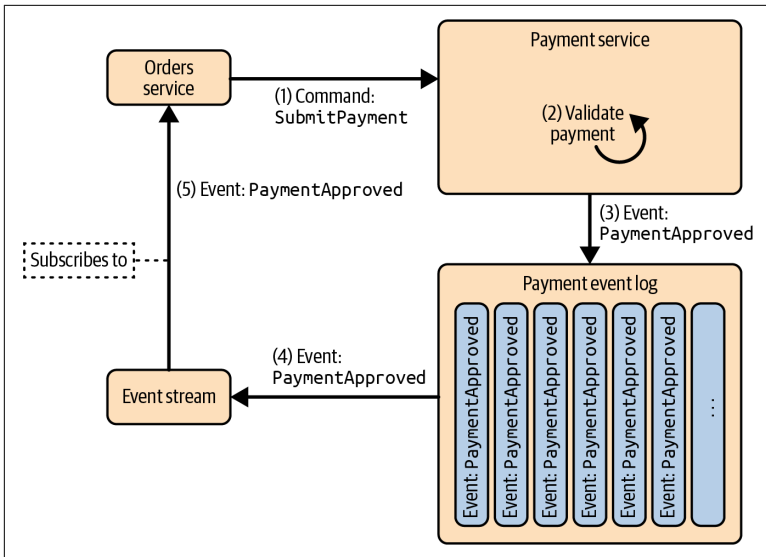 Orders
service
(1) Command:
SubmitPayment
Payment service
(2) Validate
payment
(3) Event:
PaymentApproved
Payment event log
Event: PaymentApproved
Event: PaymentApproved
Event: PaymentApproved
Event: PaymentApproved
Event: PaymentApproved
Event: PaymentApproved
...
(4) Event:
PaymentApproved
Event stream
Subscribes to
(5) Event: PaymentApproved